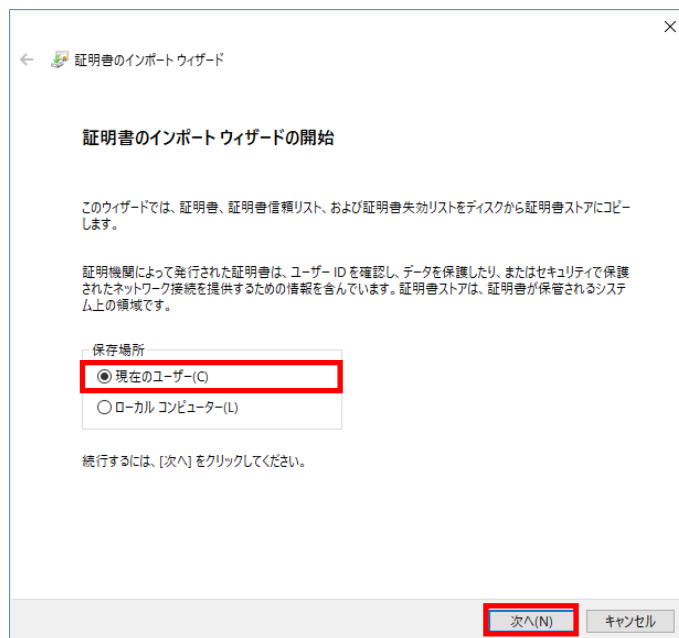 証明書のインポート ウィザード
証明書のインポート ウィザードの開始
このウィザードでは、証明書、証明書信頼リスト、および証明書失効リストをディスクから証明書ストアにコピー
します。
証明機関によって発行された証明書は、ユーザー ID を確認し、データを保護したり、またはセキュリティで保護
されたネットワーク接続を提供するための情報を含んでいます。証明書ストアは、証明書が保管されるシステ
ム上の領域です。
保存場所
現在のユーザー(C)
ローカル コンピューター(L)
続行するには、[次へ] をクリックしてください。
次へ(N)
キャンセル